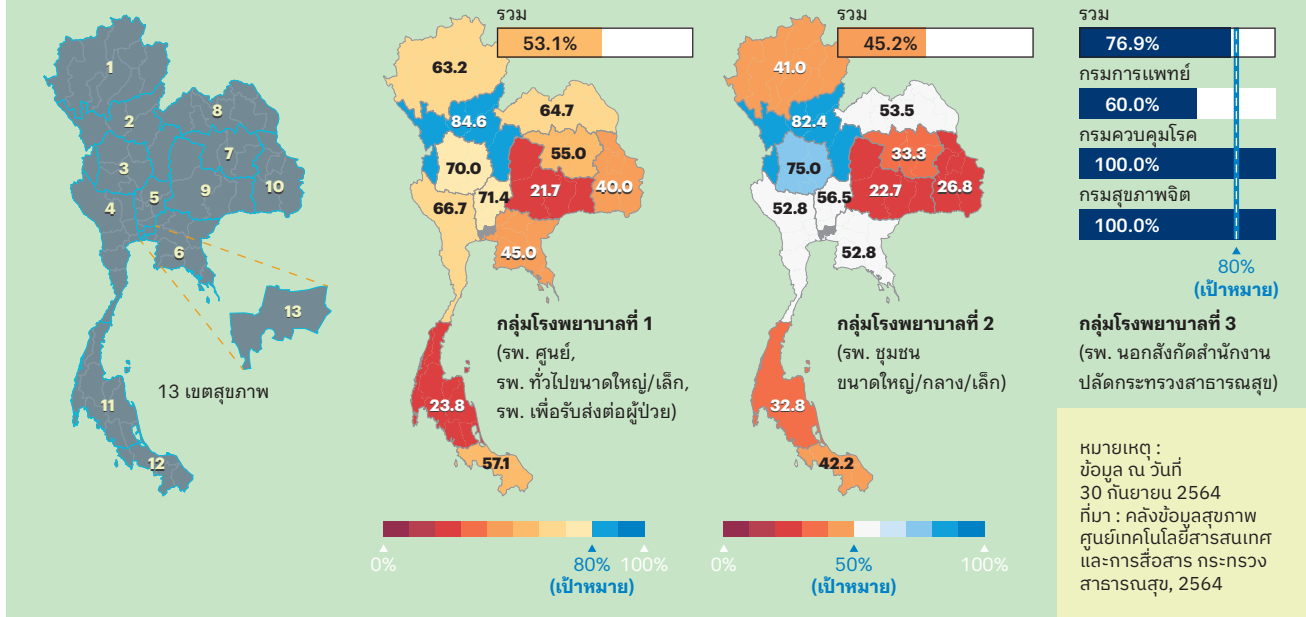 1
2
3
4
5
6
7
8
9
10
11
12
13
13 เขตสุขภาพ
รวม
53.1%
63.2
84.6
64.7
70.0
55.0
21.7
40.0
66.7
71.4
45.0
23.8
57.1
กลุ่มโรงพยาบาลที่ 1
(รพ. ศูนย์,
รพ. ทั่วไปขนาดใหญ่/เล็ก,
รพ. เพื่อรับส่งต่อผู้ป่วย)
0%
80%
100%
(เป้าหมาย)
รวม
45.2%
41.0
82.4
53.5
75.0
33.3
22.7
26.8
52.8
56.5
52.8
32.8
42.2
กลุ่มโรงพยาบาลที่ 2
(รพ. ชุมชน
ขนาดใหญ่/กลาง/เล็ก)
0%
50%
100%
(เป้าหมาย)
รวม
76.9%
กรมการแพทย์
60.0%
กรมควบคุมโรค
100.0%
กรมสุขภาพจิต
100.0%
80%
(เป้าหมาย)
กลุ่มโรงพยาบาลที่ 3
(รพ. นอกสังกัดสำนักงาน
ปลัดกระทรวงสาธารณสุข)
หมายเหตุ :
ข้อมูล ณ วันที่
30 กันยายน 2564
ที่มา : คลังข้อมูลสุขภาพ
ศูนย์เทคโนโลยีสารสนเทศ
และการสื่อสาร กระทรวง
สาธารณสุข, 2564